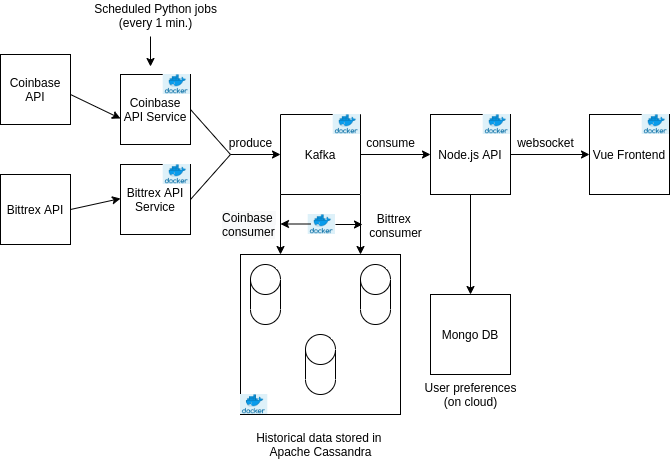 Scheduled Python jobs
(every 1 min.)
Coinbase
API
docker
Coinbase
API Service
Bittrex API
docker
Bittrex API
Service
produce
docker
Kafka
consume
docker
Node.js API
websocket
docker
Vue Frontend
Coinbase
consumer
docker
Bittrex
consumer
docker
Historical data stored in
Apache Cassandra
Mongo DB
User preferences
(on cloud)